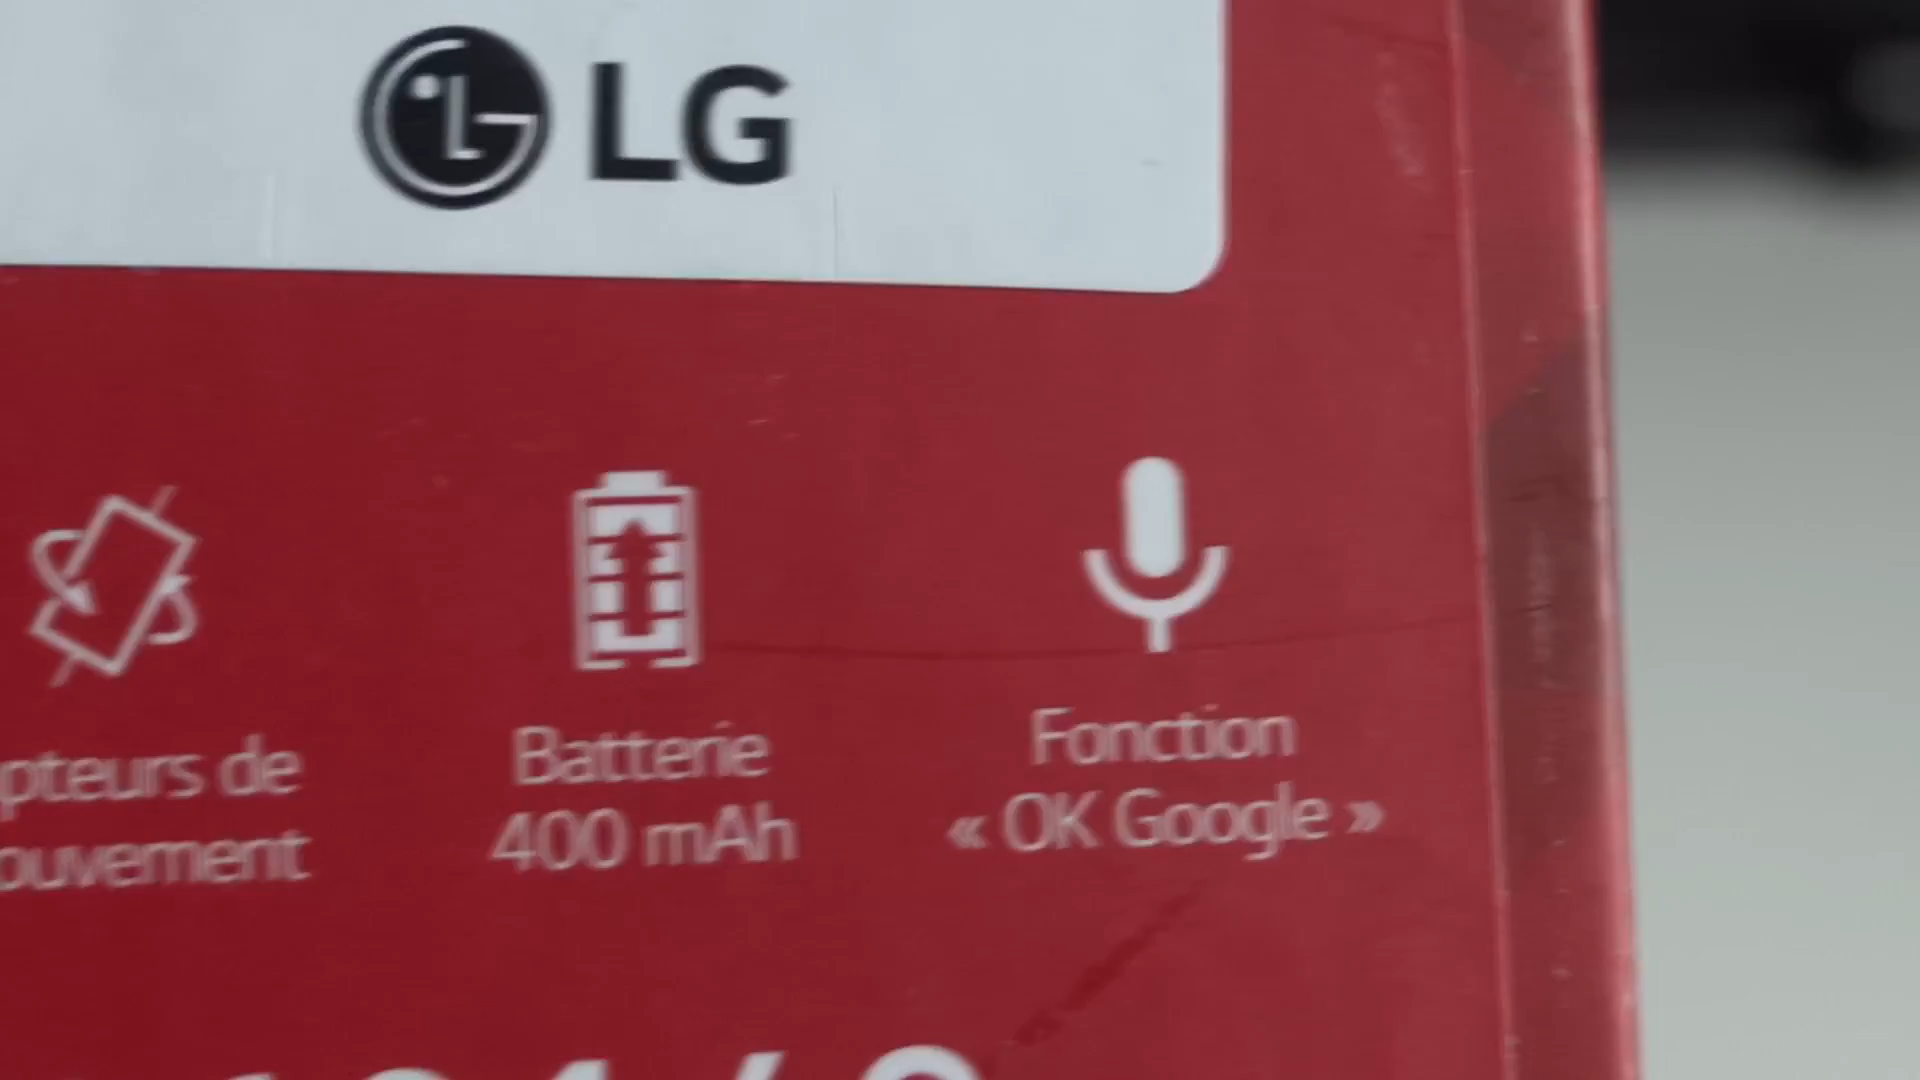 LG
Batterie
400 mAh
Fonction
« OK Google »
pteurs de
ouvement